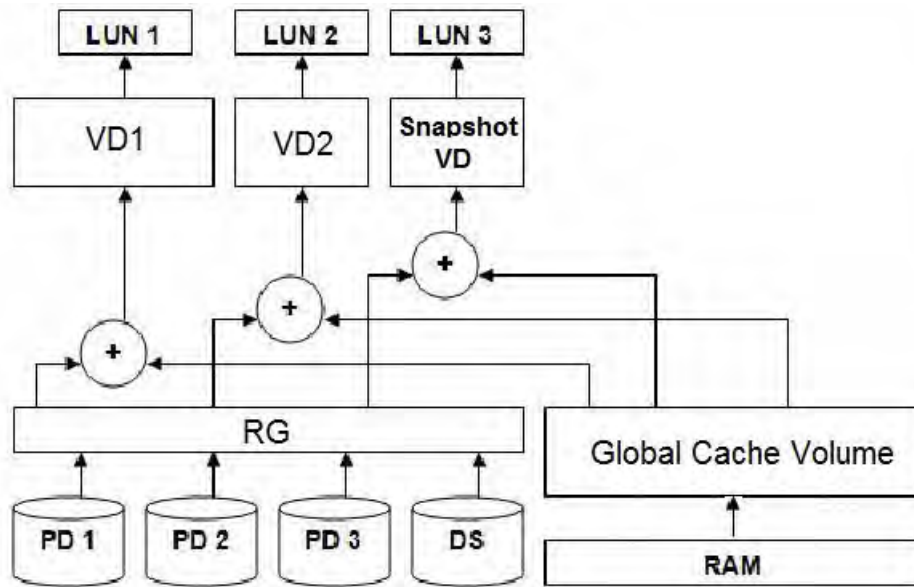 LUN 1
LUN 2
LUN 3
VD1
VD2
Snapshot
VD
+
+
+
RG
Global Cache Volume
PD 1
PD 2
PD 3
DS
RAM